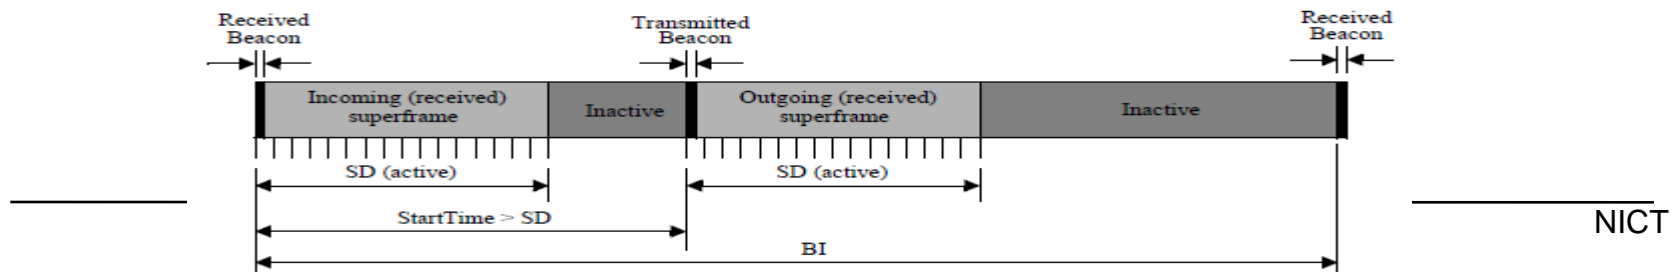 Received
Beacon
Transmitted
Beacon
Received
Beacon
Incoming (received)
superframe
Inactive
Outgoing (received)
superframe
Inactive
SD (active)
SD (active)
StartTime > SD
NICT
BI